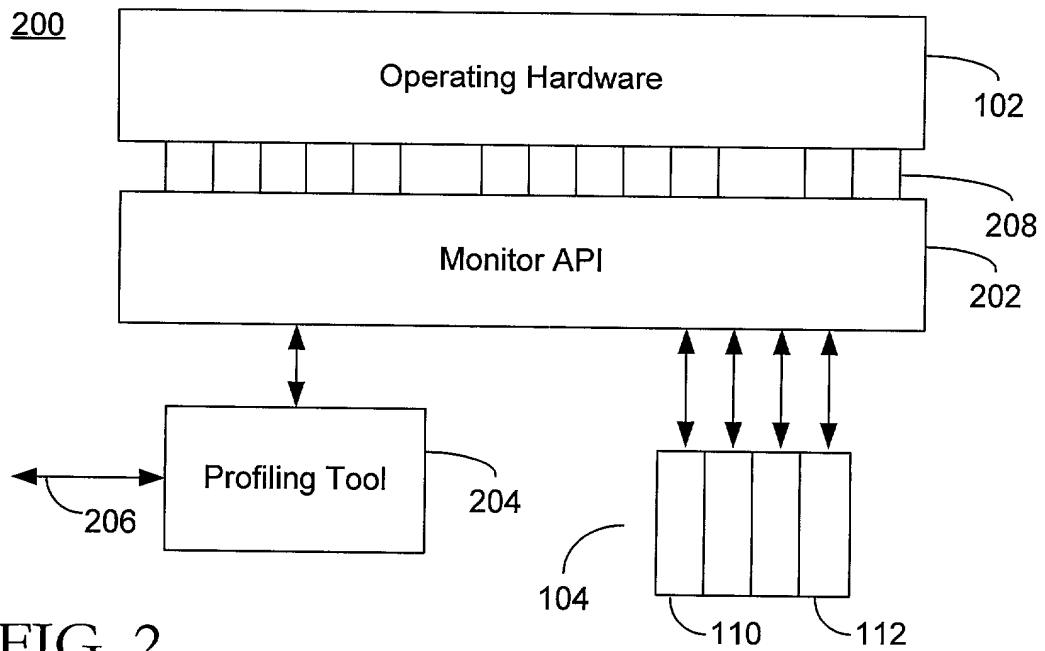 200
Operating Hardware
102
208
Monitor API
202
Profiling Tool
204
206
104
110
112
FIG. 2